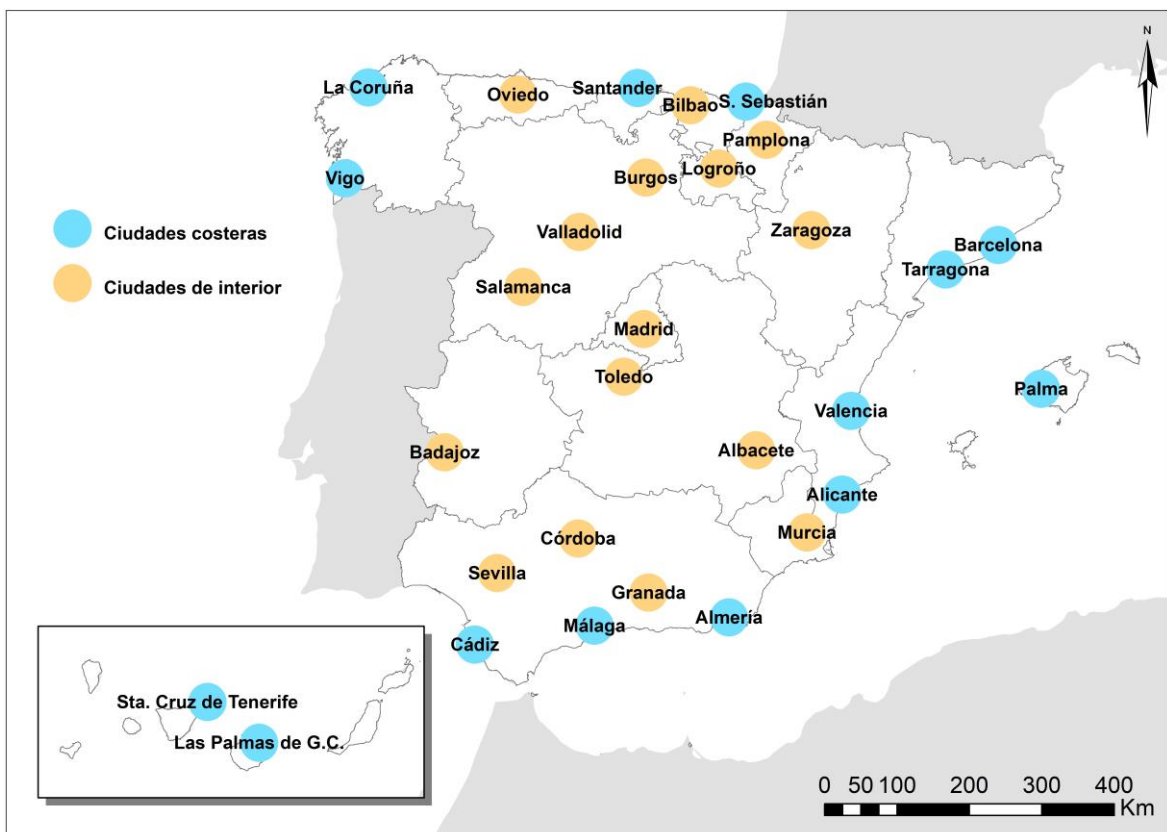 N
La Coruña
Oviedo
Santander
Bilbao
S. Sebastián
Pamplona
Logroño
Burgos
Vigo
Ciudades costeras
Ciudades de interior
Valladolid
Zaragoza
Barcelona
Tarragona
Salamanca
Madrid
Toledo
Palma
Valencia
Badajoz
Albacete
Alicante
Murcia
Córdoba
Sevilla
Granada
Almería
Málaga
Cádiz
Sta. Cruz de Tenerife
Las Palmas de G.C.
0 50 100 200 300 400
Km